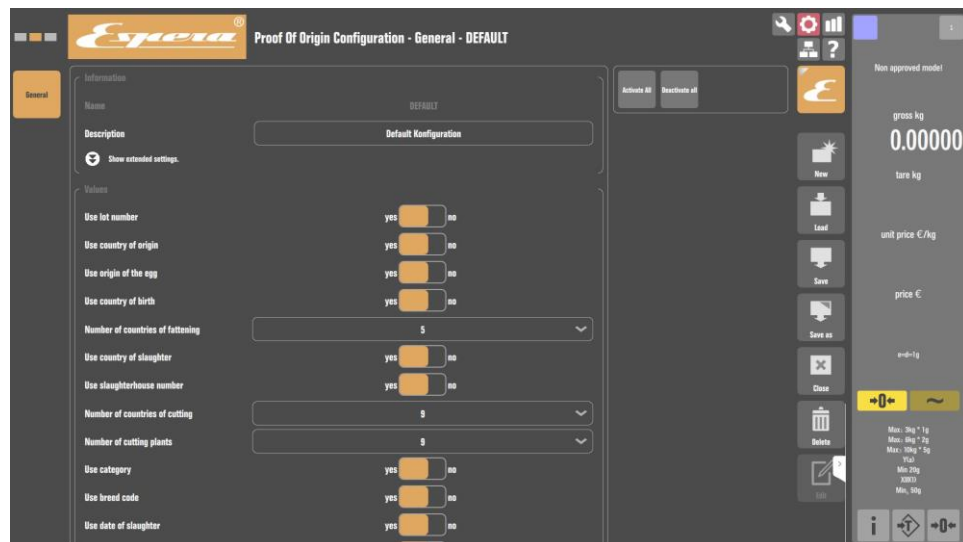 Espera®
Proof Of Origin Configuration - General - DEFAULT
General
Information
Name DEFAULT
Description Default Konfiguration
Show extended settings.
Values
Use lot number yes no
Use country of origin yes no
Use origin of the egg yes no
Use country of birth yes no
Number of countries of fattening 5
Use country of slaughter yes no
Use slaughterhouse number yes no
Number of countries of cutting 9
Number of cutting plants 9
Use category yes no
Use breed code yes no
Use date of slaughter yes no
Activate All Deactivate all
?
E
New
Load
Save
Save as
Close
Delete
Edit
1
Non approved mode!
gross kg
0.00000
tare kg
unit price €/kg
price €
e=d=1g
→0←
Max: 3kg * 1g
Max: 6kg * 2g
Max: 10kg * 5g
Min 20g
i →T← →0←